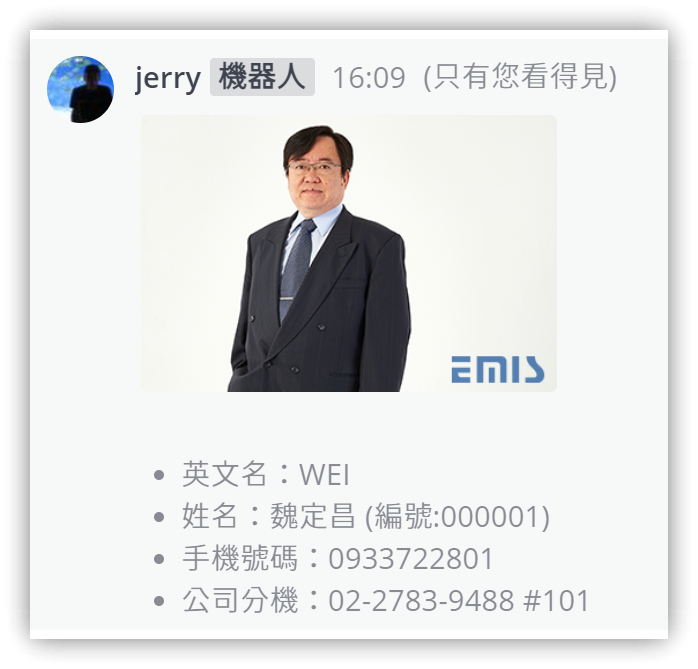 jerry 機器人 16:09 (只有您看得見)
EMIS
英文名：WEI
姓名：魏定昌 (編號:000001)
手機號碼：0933722801
公司分機：02-2783-9488 #101